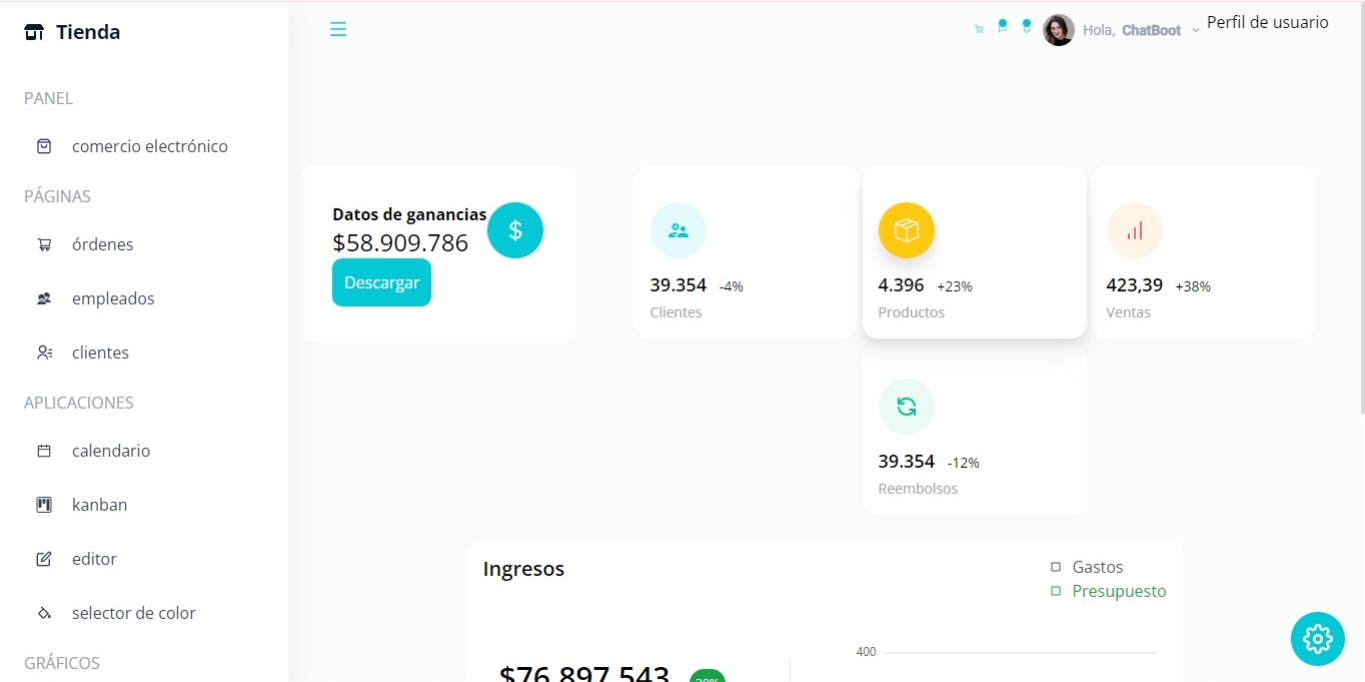 Tienda
PANEL
comercio electrónico
PÁGINAS
órdenes
empleados
clientes
APLICACIONES
calendario
kanban
editor
selector de color
GRÁFICOS
Hola, ChatBoot
Perfil de usuario
Datos de ganancias
$58.909.786
$
Descargar
39.354 -4%
Clientes
4.396 +23%
Productos
423,39 +38%
Ventas
39.354 -12%
Reembolsos
Ingresos
Gastos
Presupuesto
$76.897.543
400